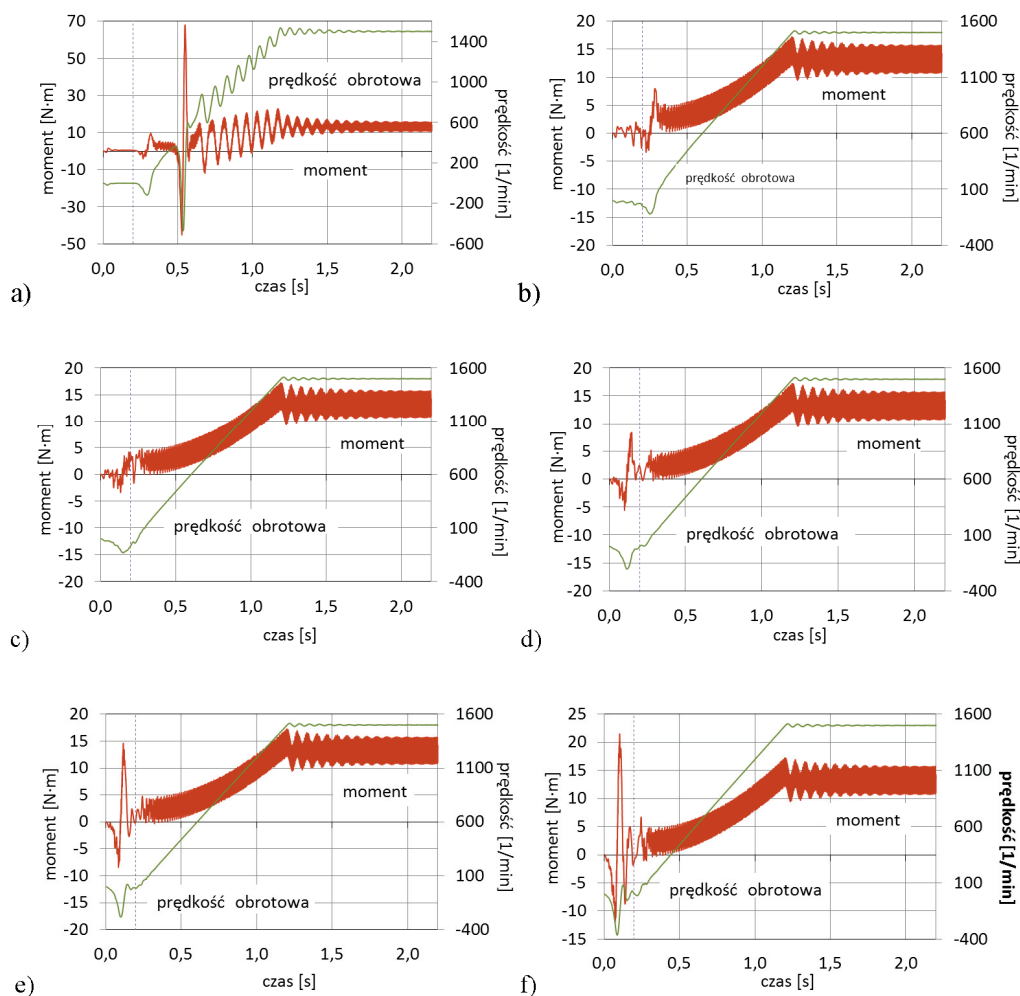 70
50
30
10
-10
-30
-50
moment [N·m]
1400
1000
600
200
-200
-600
prędkość [1/min]
prędkość obrotowa
moment
0,0 0,5 1,0 1,5 2,0
czas [s]
a)
20
15
10
5
0
-5
-10
-15
-20
moment [N·m]
1600
1100
600
100
-400
prędkość [1/min]
moment
prędkość obrotowa
0,0 0,5 1,0 1,5 2,0
czas [s]
b)
20
15
10
5
0
-5
-10
-15
-20
moment [N·m]
1600
1100
600
100
-400
prędkość [1/min]
moment
prędkość obrotowa
0,0 0,5 1,0 1,5 2,0
czas [s]
c)
20
15
10
5
0
-5
-10
-15
-20
moment [N·m]
1600
1100
600
100
-400
prędkość [1/min]
moment
prędkość obrotowa
0,0 0,5 1,0 1,5 2,0
czas [s]
d)
20
15
10
5
0
-5
-10
-15
-20
moment [N·m]
1600
1100
600
100
-400
prędkość [1/min]
moment
prędkość obrotowa
0,0 0,5 1,0 1,5 2,0
czas [s]
e)
25
20
15
10
5
0
-5
-10
-15
moment [N·m]
1600
1100
600
100
-400
prędkość [1/min]
moment
prędkość obrotowa
0,0 0,5 1,0 1,5 2,0
czas [s]
f)